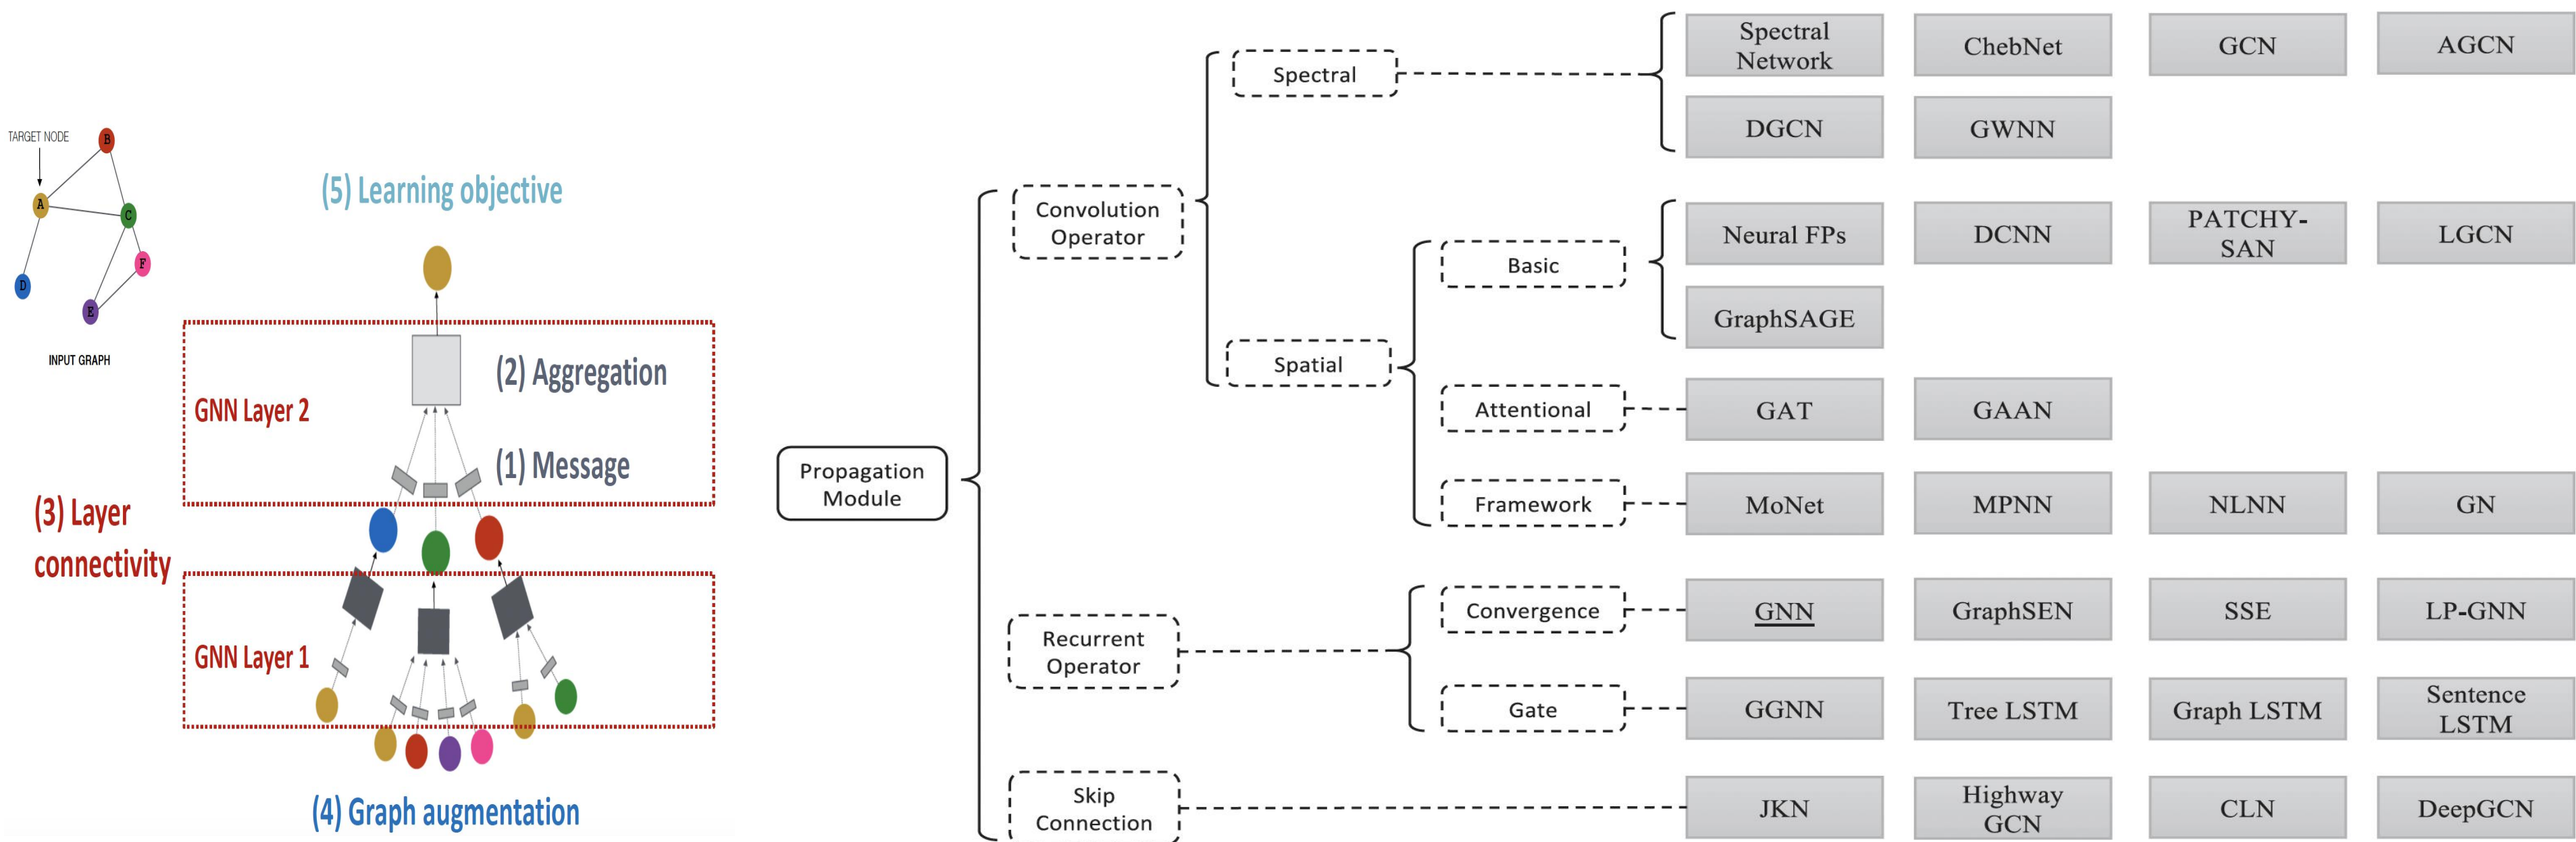 TARGET NODE
B
A
C
F
D
E
INPUT GRAPH
(5) Learning objective
GNN Layer 2
(2) Aggregation
(1) Message
(3) Layer
connectivity
GNN Layer 1
(4) Graph augmentation
Propagation
Module
Convolution
Operator
Spectral
Spectral
Network
ChebNet
GCN
AGCN
DGCN
GWNN
Spatial
Basic
Neural FPs
DCNN
PATCHY-
SAN
LGCN
GraphSAGE
Attentional
GAT
GAAN
Framework
MoNet
MPNN
NLNN
GN
Recurrent
Operator
Convergence
GNN
GraphSEN
SSE
LP-GNN
Gate
GGNN
Tree LSTM
Graph LSTM
Sentence
LSTM
Skip
Connection
JKN
Highway
GCN
CLN
DeepGCN